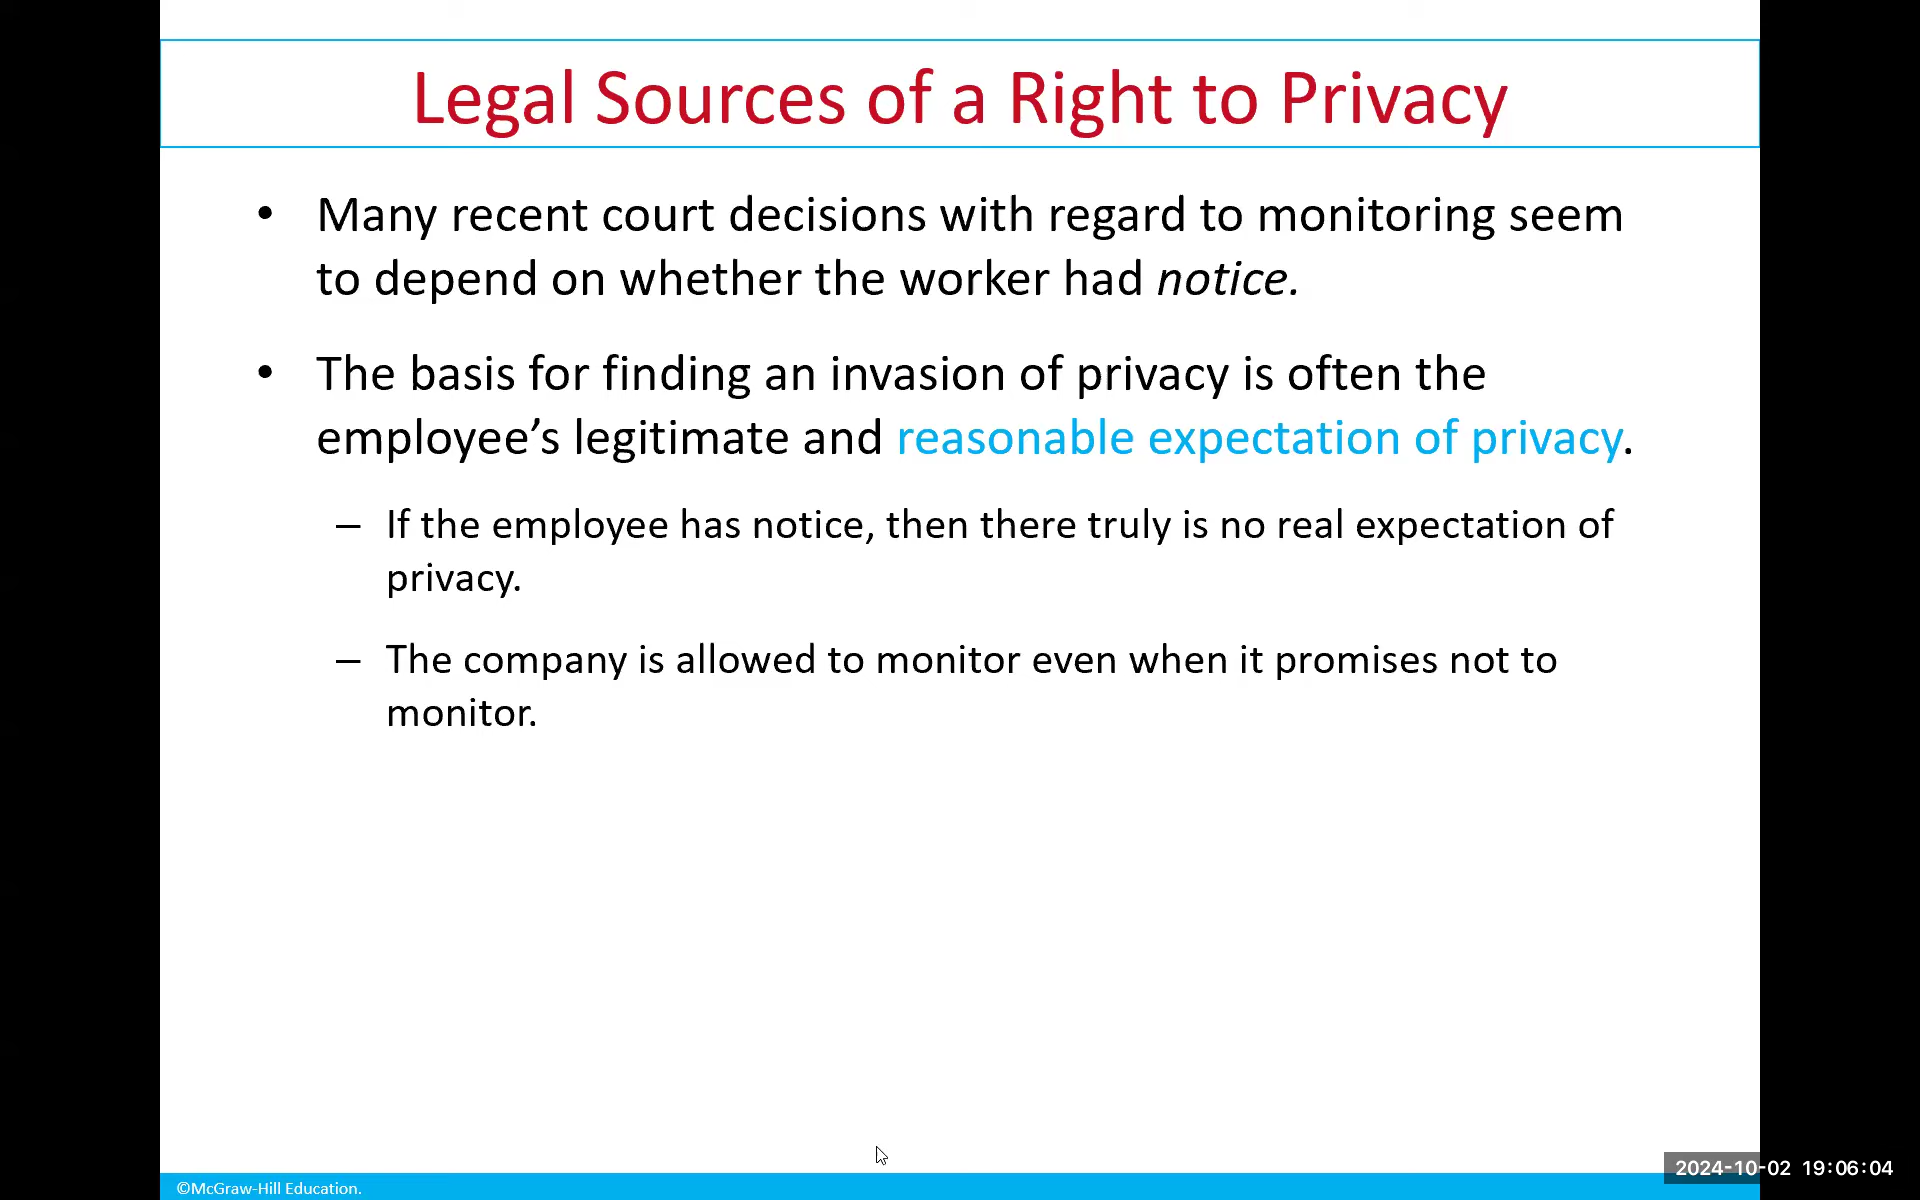 Legal Sources of a Right to Privacy
• Many recent court decisions with regard to monitoring seem
to depend on whether the worker had notice.
• The basis for finding an invasion of privacy is often the
employee’s legitimate and reasonable expectation of privacy.
– If the employee has notice, then there truly is no real expectation of
privacy.
– The company is allowed to monitor even when it promises not to
monitor.
©McGraw-Hill Education.
2024-10-02 19:06:04